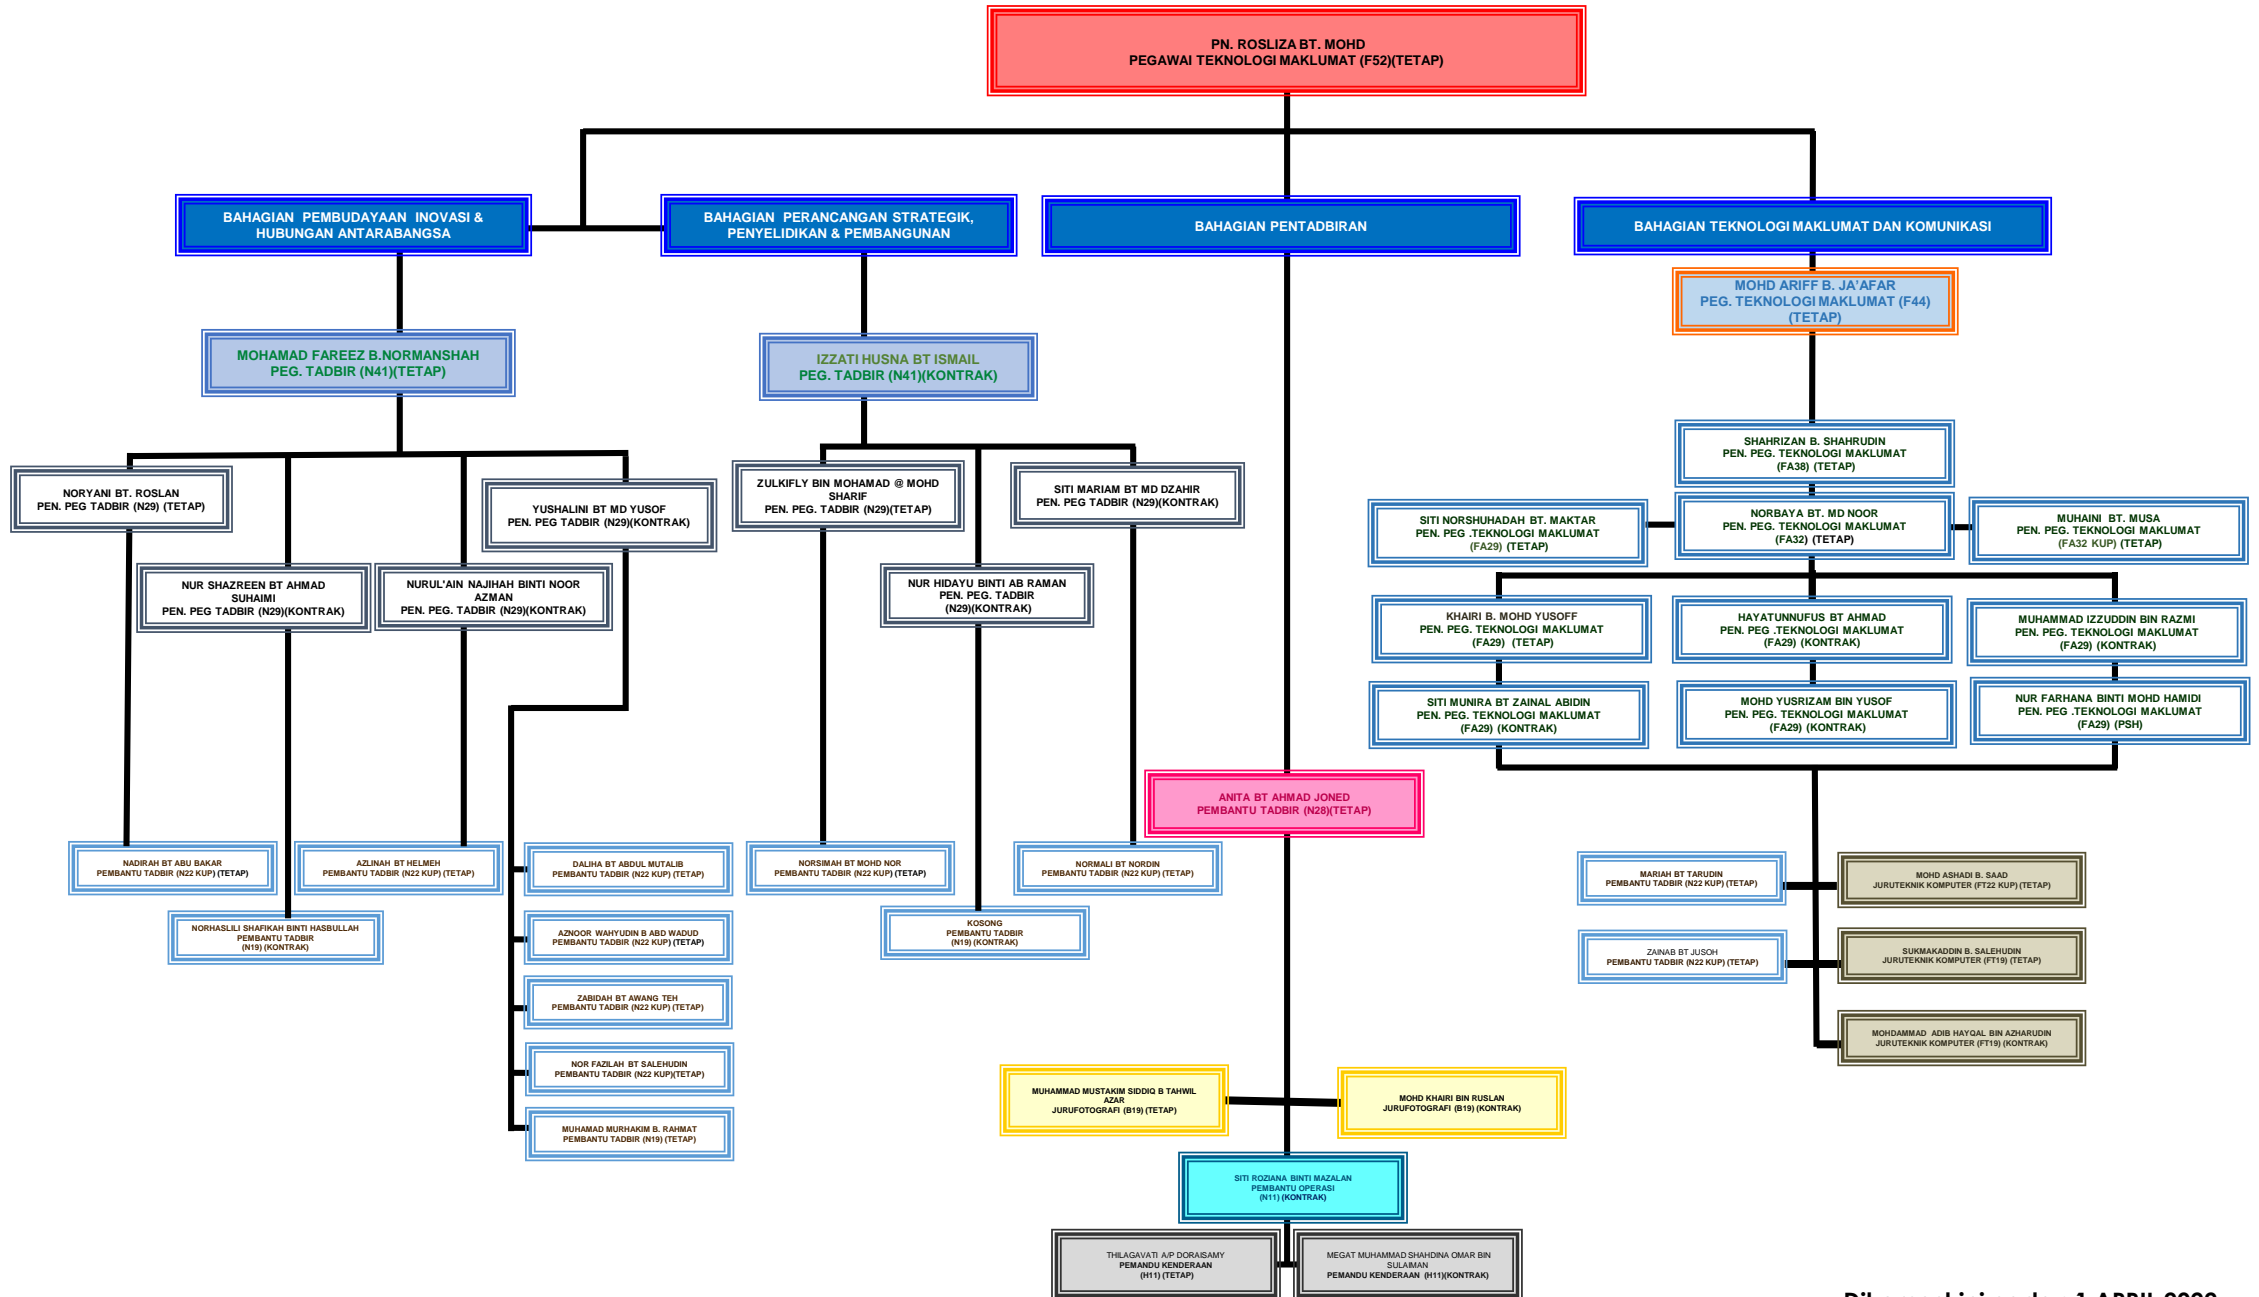 PN. ROSLIZA BT. MOHD
PEGAWAI TEKNOLOGI MAKLUMAT (F52)(TETAP)
BAHAGIAN PEMBUDAYAAN INOVASI &
HUBUNGAN ANTARABANGSA
BAHAGIAN PERANCANGAN STRATEGIK,
PENYELIDIKAN & PEMBANGUNAN
BAHAGIAN PENTADBIRAN
BAHAGIAN TEKNOLOGI MAKLUMAT DAN KOMUNIKASI
MOHD ARIFF B. JA'AFAR
PEG. TEKNOLOGI MAKLUMAT (F44)
(TETAP)
MOHAMAD FAREEZ B.NORMANSHAH
PEG. TADBIR (N41)(TETAP)
IZZATI HUSNA BT ISMAIL
PEG. TADBIR (N41)(KONTRAK)
NORYANI BT. ROSLAN
PEN. PEG TADBIR (N29) (TETAP)
NUR SHAZREEN BT AHMAD
SUHAIMI
PEN. PEG TADBIR (N29)(KONTRAK)
NURUL'AIN NAJIHAH BINTI NOOR
AZMAN
PEN. PEG. TADBIR (N29)(KONTRAK)
YUSHALINI BT MD YUSOF
PEN. PEG TADBIR (N29)(KONTRAK)
ZULKIFLY BIN MOHAMAD @ MOHD
SHARIF
PEN. PEG. TADBIR (N29)(TETAP)
NUR HIDAYU BINTI AB RAMAN
PEN. PEG. TADBIR
(N29)(KONTRAK)
SITI MARIAM BT MD DZAHIR
PEN. PEG TADBIR (N29)(KONTRAK)
SHAHRIZAN B. SHAHRUDIN
PEN. PEG. TEKNOLOGI MAKLUMAT
(FA38) (TETAP)
SITI NORSHUHADAH BT. MAKTAR
PEN. PEG .TEKNOLOGI MAKLUMAT
(FA29) (TETAP)
NORBAYA BT. MD NOOR
PEN. PEG. TEKNOLOGI MAKLUMAT
(FA32) (TETAP)
MUHAINI BT. MUSA
PEN. PEG. TEKNOLOGI MAKLUMAT
(FA32 KUP) (TETAP)
KHAIRI B. MOHD YUSOFF
PEN. PEG. TEKNOLOGI MAKLUMAT
(FA29) (TETAP)
HAYATUNNUFUS BT AHMAD
PEN. PEG .TEKNOLOGI MAKLUMAT
(FA29) (KONTRAK)
MUHAMMAD IZZUDDIN BIN RAZMI
PEN. PEG. TEKNOLOGI MAKLUMAT
(FA29) (KONTRAK)
SITI MUNIRA BT ZAINAL ABIDIN
PEN. PEG. TEKNOLOGI MAKLUMAT
(FA29) (KONTRAK)
MOHD YUSRIZAM BIN YUSOF
PEN. PEG. TEKNOLOGI MAKLUMAT
(FA29) (KONTRAK)
NUR FARHANA BINTI MOHD HAMIDI
PEN. PEG .TEKNOLOGI MAKLUMAT
(FA29) (PSH)
ANITA BT AHMAD JONED
PEMBANTU TADBIR (N28)(TETAP)
NADIRAH BT ABU BAKAR
PEMBANTU TADBIR (N22 KUP) (TETAP)
NORHASLILI SHAFIKAH BINTI HASBULLAH
PEMBANTU TADBIR
(N19) (KONTRAK)
AZLINAH BT HELMEH
PEMBANTU TADBIR (N22 KUP) (TETAP)
DALIHA BT ABDUL MUTALIB
PEMBANTU TADBIR (N22 KUP) (TETAP)
AZNOOR WAHYUDIN B ABD WADUD
PEMBANTU TADBIR (N22 KUP) (TETAP)
ZABIDAH BT AWANG TEH
PEMBANTU TADBIR (N22 KUP) (TETAP)
NOR FAZILAH BT SALEHUDIN
PEMBANTU TADBIR (N22 KUP)(TETAP)
MUHAMAD MURHAKIM B. RAHMAT
PEMBANTU TADBIR (N19) (TETAP)
NORSIMAH BT MOHD NOR
PEMBANTU TADBIR (N22 KUP) (TETAP)
KOSONG
PEMBANTU TADBIR
(N19) (KONTRAK)
NORMALI BT NORDIN
PEMBANTU TADBIR (N22 KUP) (TETAP)
MARIAH BT TARUDIN
PEMBANTU TADBIR (N22 KUP) (TETAP)
MOHD ASHADI B. SAAD
JURUTEKNIK KOMPUTER (FT22 KUP) (TETAP)
ZAINAB BT JUSOH
PEMBANTU TADBIR (N22 KUP) (TETAP)
SUKMAKADDIN B. SALEHUDIN
JURUTEKNIK KOMPUTER (FT19) (TETAP)
MOHDAMMAD ADIB HAYQAL BIN AZHARUDIN
JURUTEKNIK KOMPUTER (FT19) (KONTRAK)
MUHAMMAD MUSTAKIM SIDDIQ B TAHWIL
AZAR
JURUFOTOGRAFI (B19) (TETAP)
MOHD KHAIRI BIN RUSLAN
JURUFOTOGRAFI (B19) (KONTRAK)
SITI ROZIANA BINTI MAZALAN
PEMBANTU OPERASI
(N11) (KONTRAK)
THILAGAVATI A/P DORAISAMY
PEMANDU KENDERAAN
(H11) (TETAP)
MEGAT MUHAMMAD SHAHDINA OMAR BIN
SULAIMAN
PEMANDU KENDERAAN (H11)(KONTRAK)